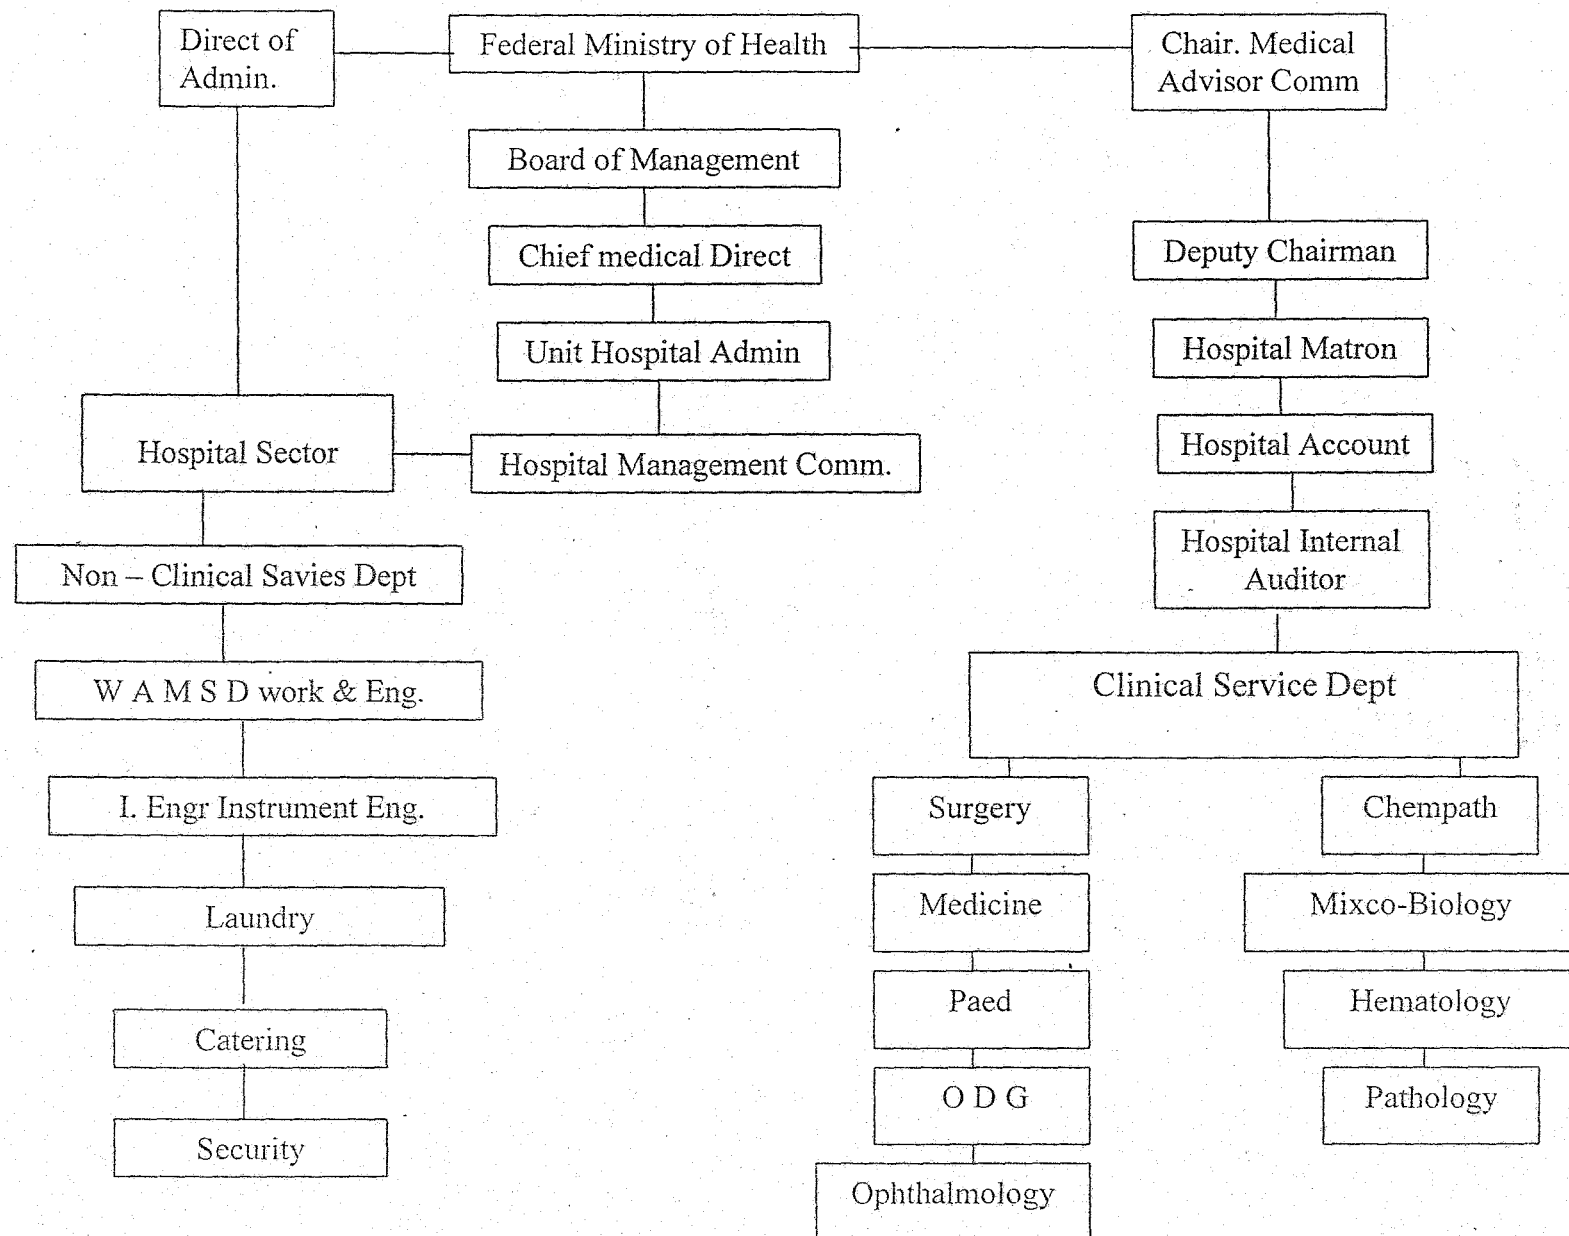 Direct of
Admin.
Federal Ministry of Health
Chair. Medical
Advisor Comm
Board of Management
Chief medical Direct
Unit Hospital Admin
Hospital Management Comm.
Hospital Sector
Deputy Chairman
Hospital Matron
Hospital Account
Hospital Internal
Auditor
Non – Clinical Savies Dept
W A M S D work & Eng.
I. Engr Instrument Eng.
Laundry
Catering
Security
Clinical Service Dept
Surgery
Medicine
Paed
O D G
Ophthalmology
Chempath
Mixco-Biology
Hematology
Pathology